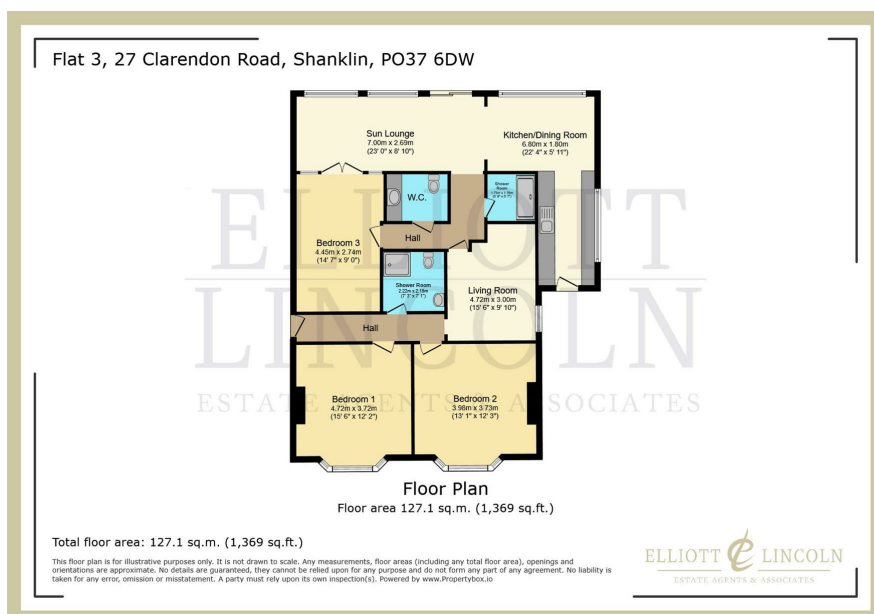 Flat 3, 27 Clarendon Road, Shanklin, PO37 6DW
Sun Lounge
7.00m x 2.69m
(23' 0" x 8' 10")
Kitchen/Dining Room
6.80m x 1.80m
(22' 4" x 5' 11")
W.C.
Shower
Room
Bedroom 3
4.45m x 2.74m
(14' 7" x 9' 0")
Hall
Shower Room
2.22m x 2.15m
(7' 3" x 7' 1")
Living Room
4.72m x 3.00m
(15' 6" x 9' 10")
Hall
Bedroom 1
4.72m x 3.72m
(15' 6" x 12' 2")
Bedroom 2
3.98m x 3.73m
(13' 1" x 12' 3")
ELLIOTT
LINCOLN
ESTATE AGENTS & ASSOCIATES
Floor Plan
Floor area 127.1 sq.m. (1,369 sq.ft.)
Total floor area: 127.1 sq.m. (1,369 sq.ft.)
This floor plan is for illustrative purposes only. It is not drawn to scale. Any measurements, floor areas (including any total floor area), openings and
orientations are approximate. No details are guaranteed, they cannot be relied upon for any purpose and do not form any part of any agreement. No liability is
taken for any error, omission or misstatement. A party must rely upon its own inspection(s). Powered by www.Propertybox.io
ELLIOTT & LINCOLN
ESTATE AGENTS & ASSOCIATES